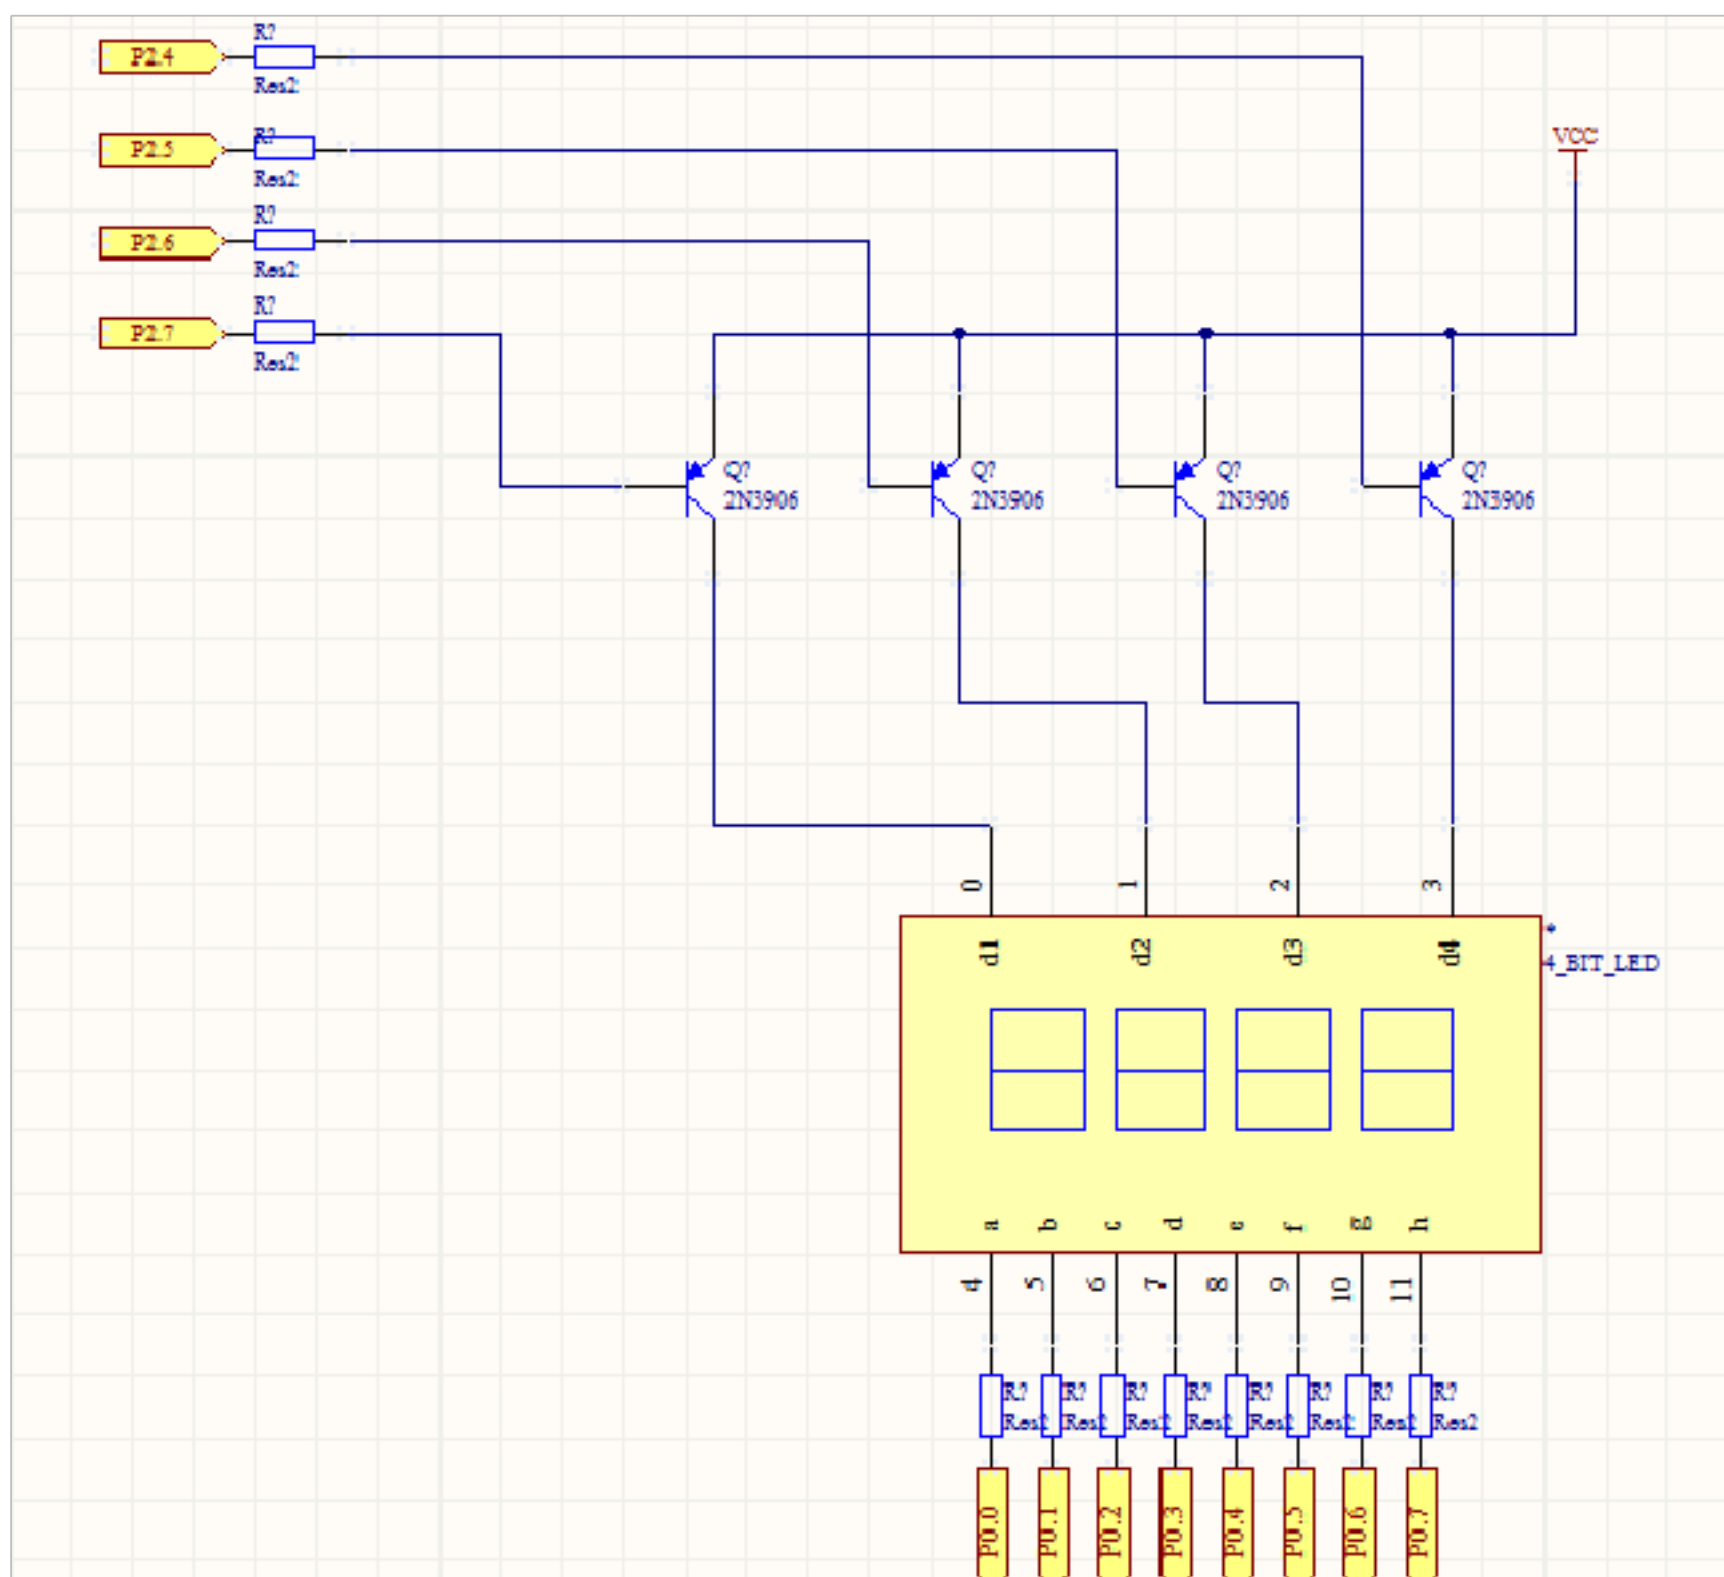 R?
P2.4
Res2
R?
P2.5
Res2
VCC
R?
P2.6
Res2
R?
P2.7
Res2
Q? Q? Q? Q?
2N3906 2N3906 2N3906 2N3906
0 1 2 3
d1 d2 d3 d4
*
4_BIT_LED
a b c d e f g h
4 5 6 7 8 9 10 11
R? R? R? R? R? R? R? R?
Res2 Res2 Res2 Res2 Res2 Res2 Res2 Res2
P0.0 P0.1 P0.2 P0.3 P0.4 P0.5 P0.6 P0.7